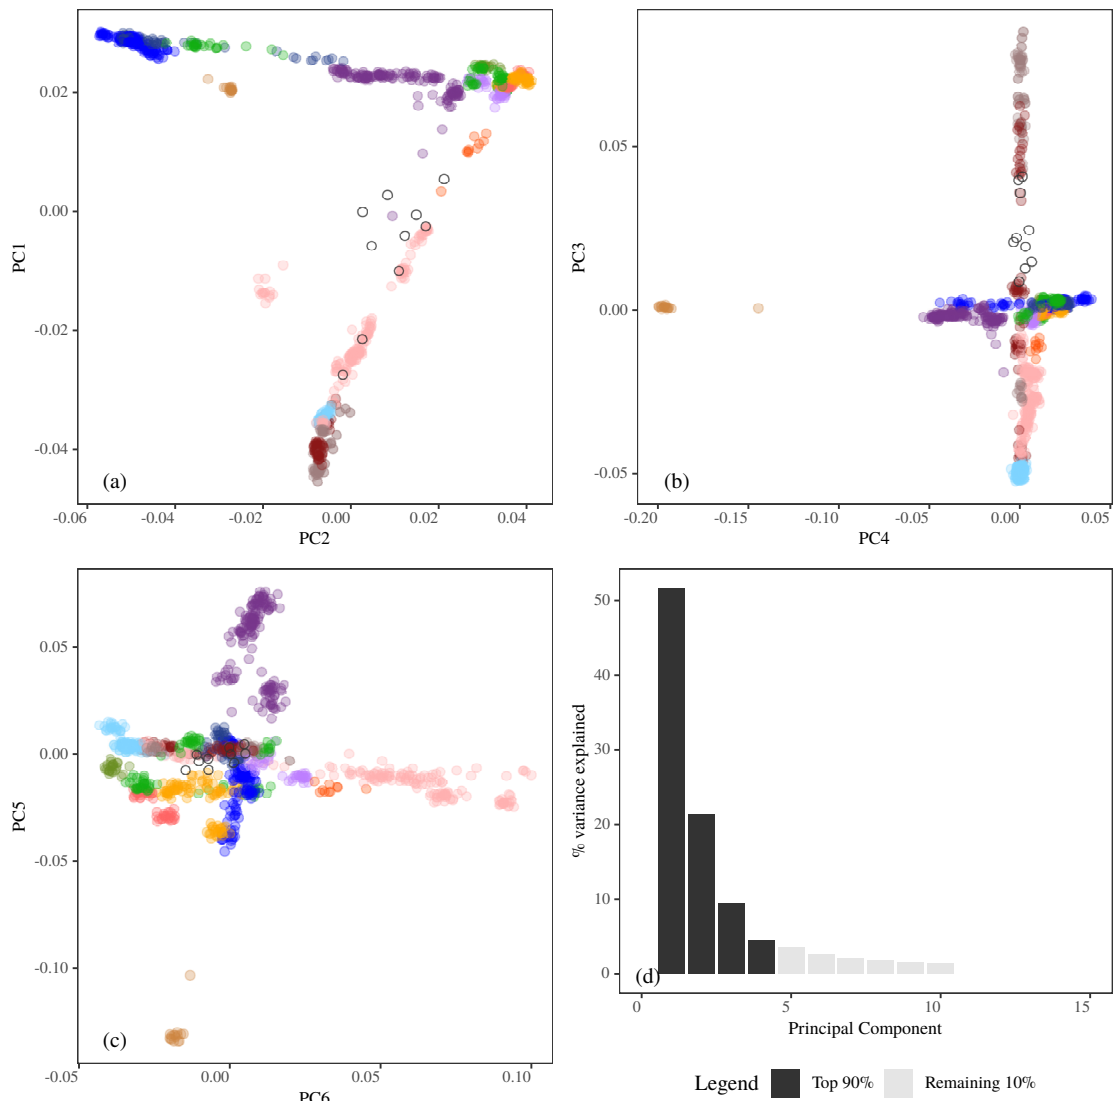 0.02
0.00
-0.02
-0.04
PC1
(a)
-0.06 -0.04 -0.02 0.00 0.02 0.04
PC2
0.05
0.00
-0.05
PC3
(b)
-0.20 -0.15 -0.10 -0.05 0.00 0.05
PC4
0.05
0.00
-0.05
-0.10
PC5
(c)
-0.05 0.00 0.05 0.10
PC6
50
40
30
20
10
0
% variance explained
(d)
0 5 10 15
Principal Component
Legend Top 90% Remaining 10%